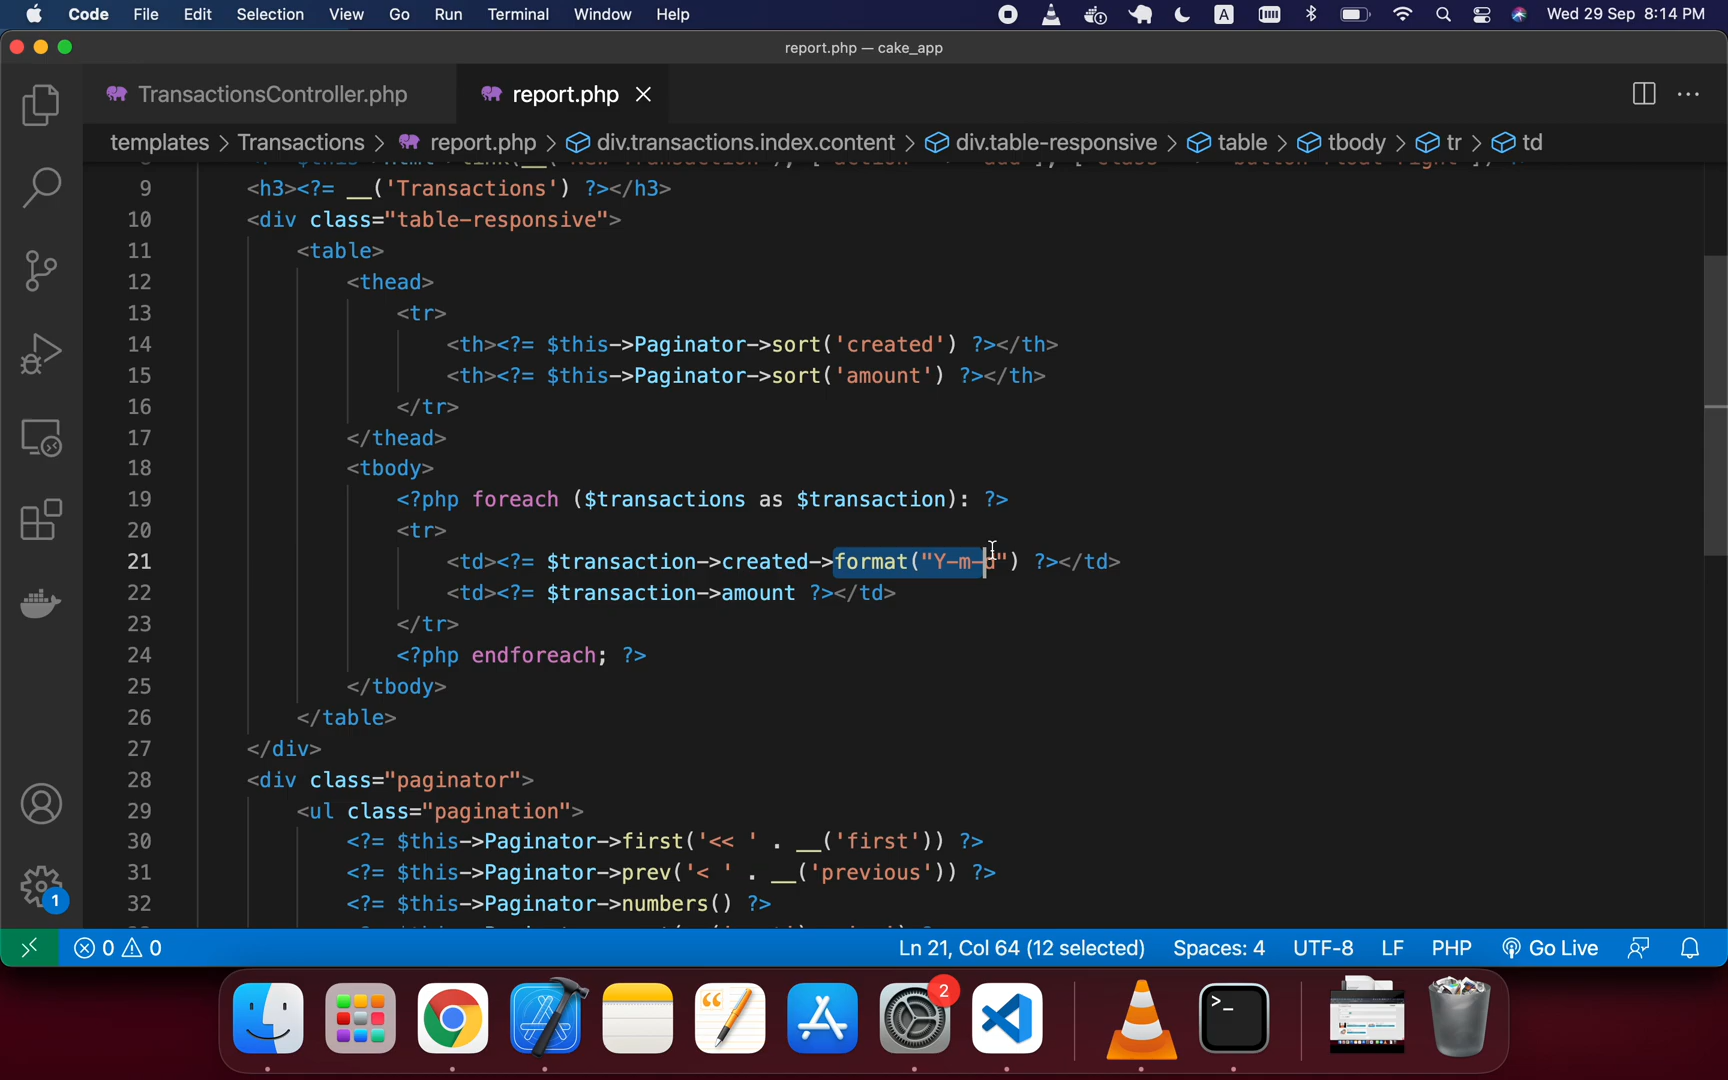 Code File Edit Selection View Go Run Terminal Window Help A Wed 29 Sep 8:14 PM
report.php — cake_app
TransactionsController.php report.php
templates > Transactions > report.php > div.transactions.index.content > div.table-responsive > table > tbody > tr > td
9 <h3><?= __('Transactions') ?></h3>
10 <div class="table-responsive">
11 <table>
12 <thead>
13 <tr>
14 <th><?= $this->Paginator->sort('created') ?></th>
15 <th><?= $this->Paginator->sort('amount') ?></th>
16 </tr>
17 </thead>
18 <tbody>
19 <?php foreach ($transactions as $transaction): ?>
20 <tr>
21 <td><?= $transaction->created->format("Y-m-d") ?></td>
22 <td><?= $transaction->amount ?></td>
23 </tr>
24 <?php endforeach; ?>
25 </tbody>
26 </table>
27 </div>
28 <div class="paginator">
29 <ul class="pagination">
30 <?= $this->Paginator->first('<< ' . __('first')) ?>
31 <?= $this->Paginator->prev('< ' . __('previous')) ?>
32 <?= $this->Paginator->numbers() ?>
1
0 0 Ln 21, Col 64 (12 selected) Spaces: 4 UTF-8 LF PHP Go Live
2